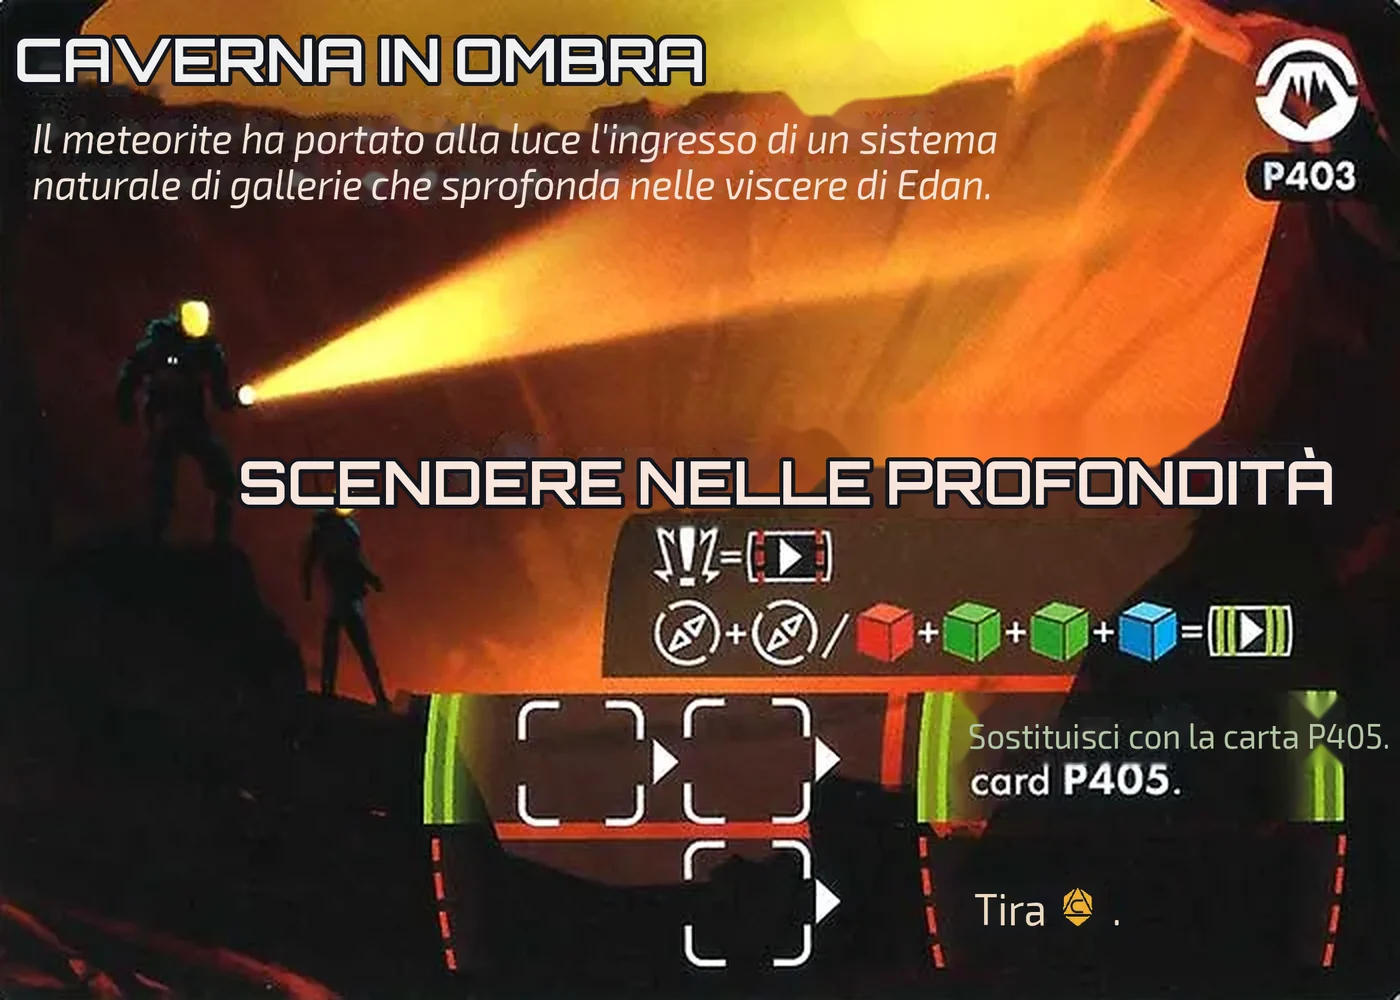 CAVERNA IN OMBRA
Il meteorite ha portato alla luce l'ingresso di un sistema
naturale di gallerie che sprofonda nelle viscere di Edan.
P403
SCENDERE NELLE PROFONDITÀ
Sostituisci con la carta P405.
card P405.
Tira C .